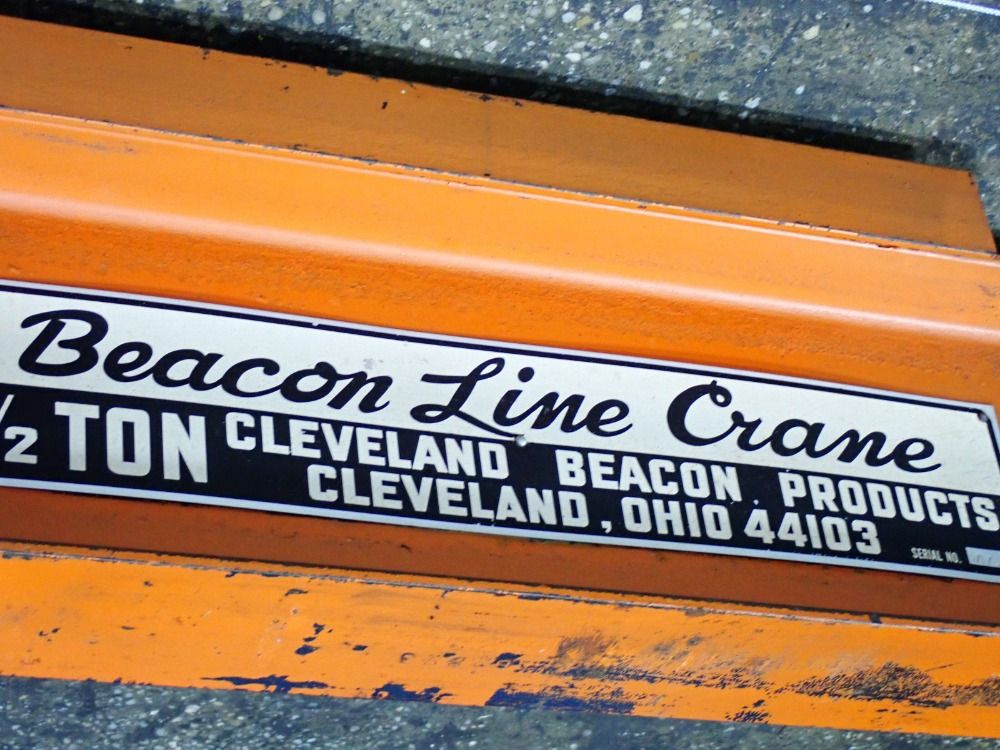 Beacon Line Crane
/2 TON
CLEVELAND BEACON PRODUCTS
CLEVELAND, OHIO 44103
SERIAL NO.